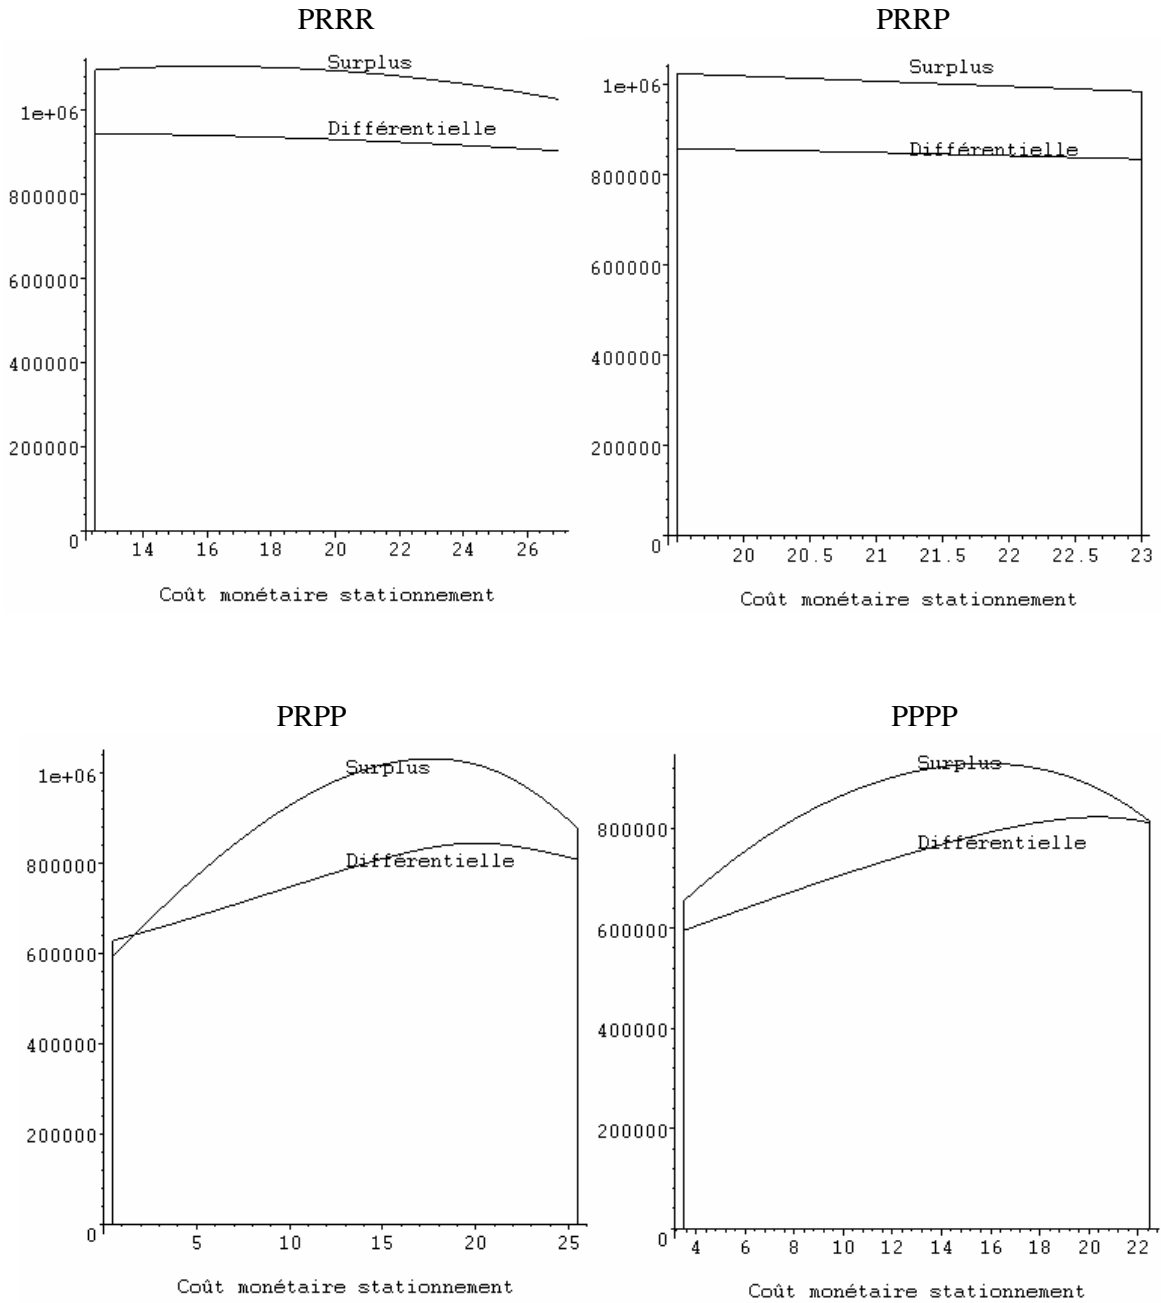 PRRR
Surplus
1e+06
Différentielle
800000
600000
400000
200000
0
14 16 18 20 22 24 26
Coût monétaire stationnement
PRRP
Surplus
1e+06
Différentielle
800000
600000
400000
200000
0
20 20.5 21 21.5 22 22.5 23
Coût monétaire stationnement
PRPP
Surplus
1e+06
Différentielle
800000
600000
400000
200000
0
5 10 15 20 25
Coût monétaire stationnement
PPPP
Surplus
Différentielle
800000
600000
400000
200000
0
4 6 8 10 12 14 16 18 20 22
Coût monétaire stationnement